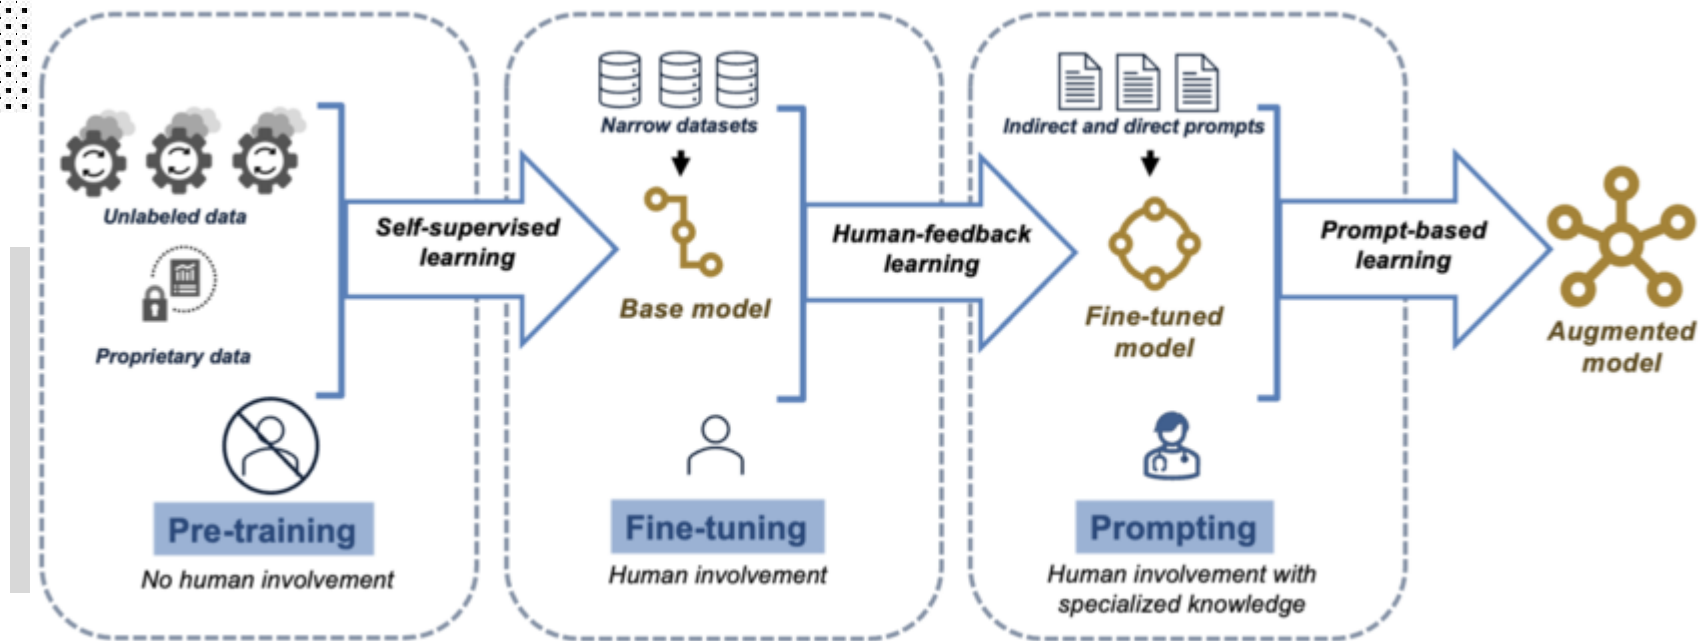 Unlabeled data
Proprietary data
Pre-training
No human involvement
Self-supervised
learning
Narrow datasets
Base model
Fine-tuning
Human involvement
Human-feedback
learning
Indirect and direct prompts
Fine-tuned
model
Prompting
Human involvement with
specialized knowledge
Prompt-based
learning
Augmented
model